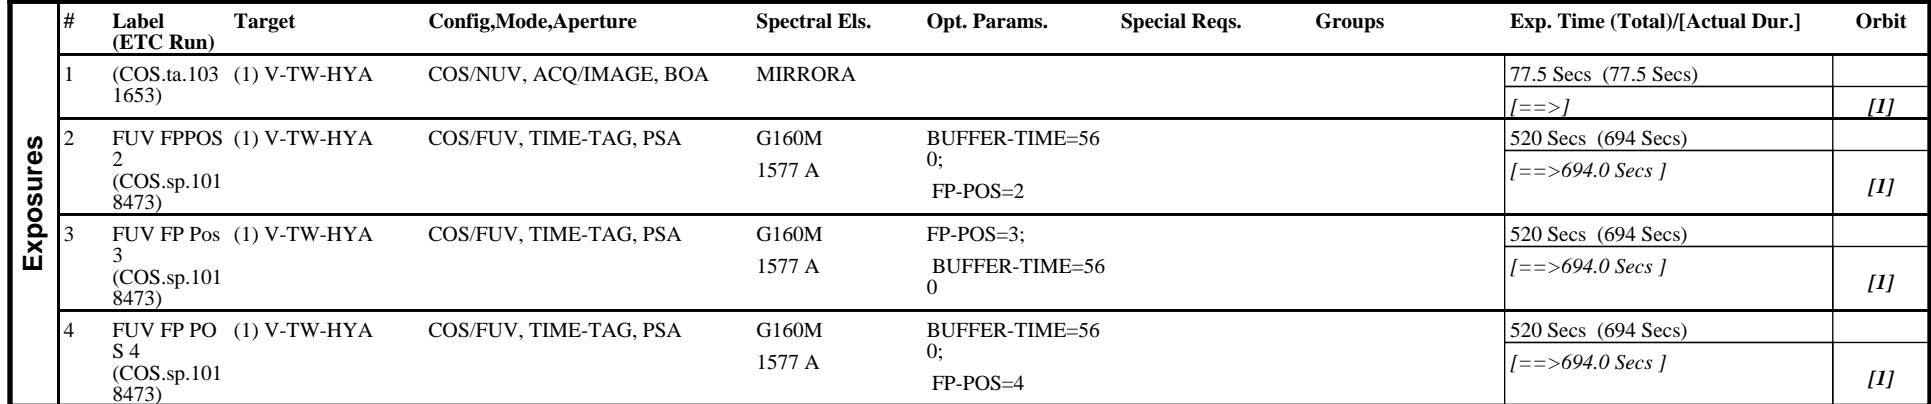 Exposures
# Label Target Config,Mode,Aperture Spectral Els. Opt. Params. Special Reqs. Groups Exp. Time (Total)/[Actual Dur.] Orbit
(ETC Run)
1 (COS.ta.103 (1) V-TW-HYA COS/NUV, ACQ/IMAGE, BOA MIRRORA 77.5 Secs (77.5 Secs)
1653)
[==>] [1]
2 FUV FPPOS (1) V-TW-HYA COS/FUV, TIME-TAG, PSA G160M BUFFER-TIME=56 520 Secs (694 Secs)
2 0;
1577 A [==>694.0 Secs ]
(COS.sp.101 [1]
8473) FP-POS=2
3 FUV FP Pos (1) V-TW-HYA COS/FUV, TIME-TAG, PSA G160M FP-POS=3; 520 Secs (694 Secs)
3
1577 A BUFFER-TIME=56 [==>694.0 Secs ]
(COS.sp.101 0 [1]
8473)
4 FUV FP PO (1) V-TW-HYA COS/FUV, TIME-TAG, PSA G160M BUFFER-TIME=56 520 Secs (694 Secs)
S 4 0;
1577 A [==>694.0 Secs ]
(COS.sp.101 FP-POS=4 [1]
8473)